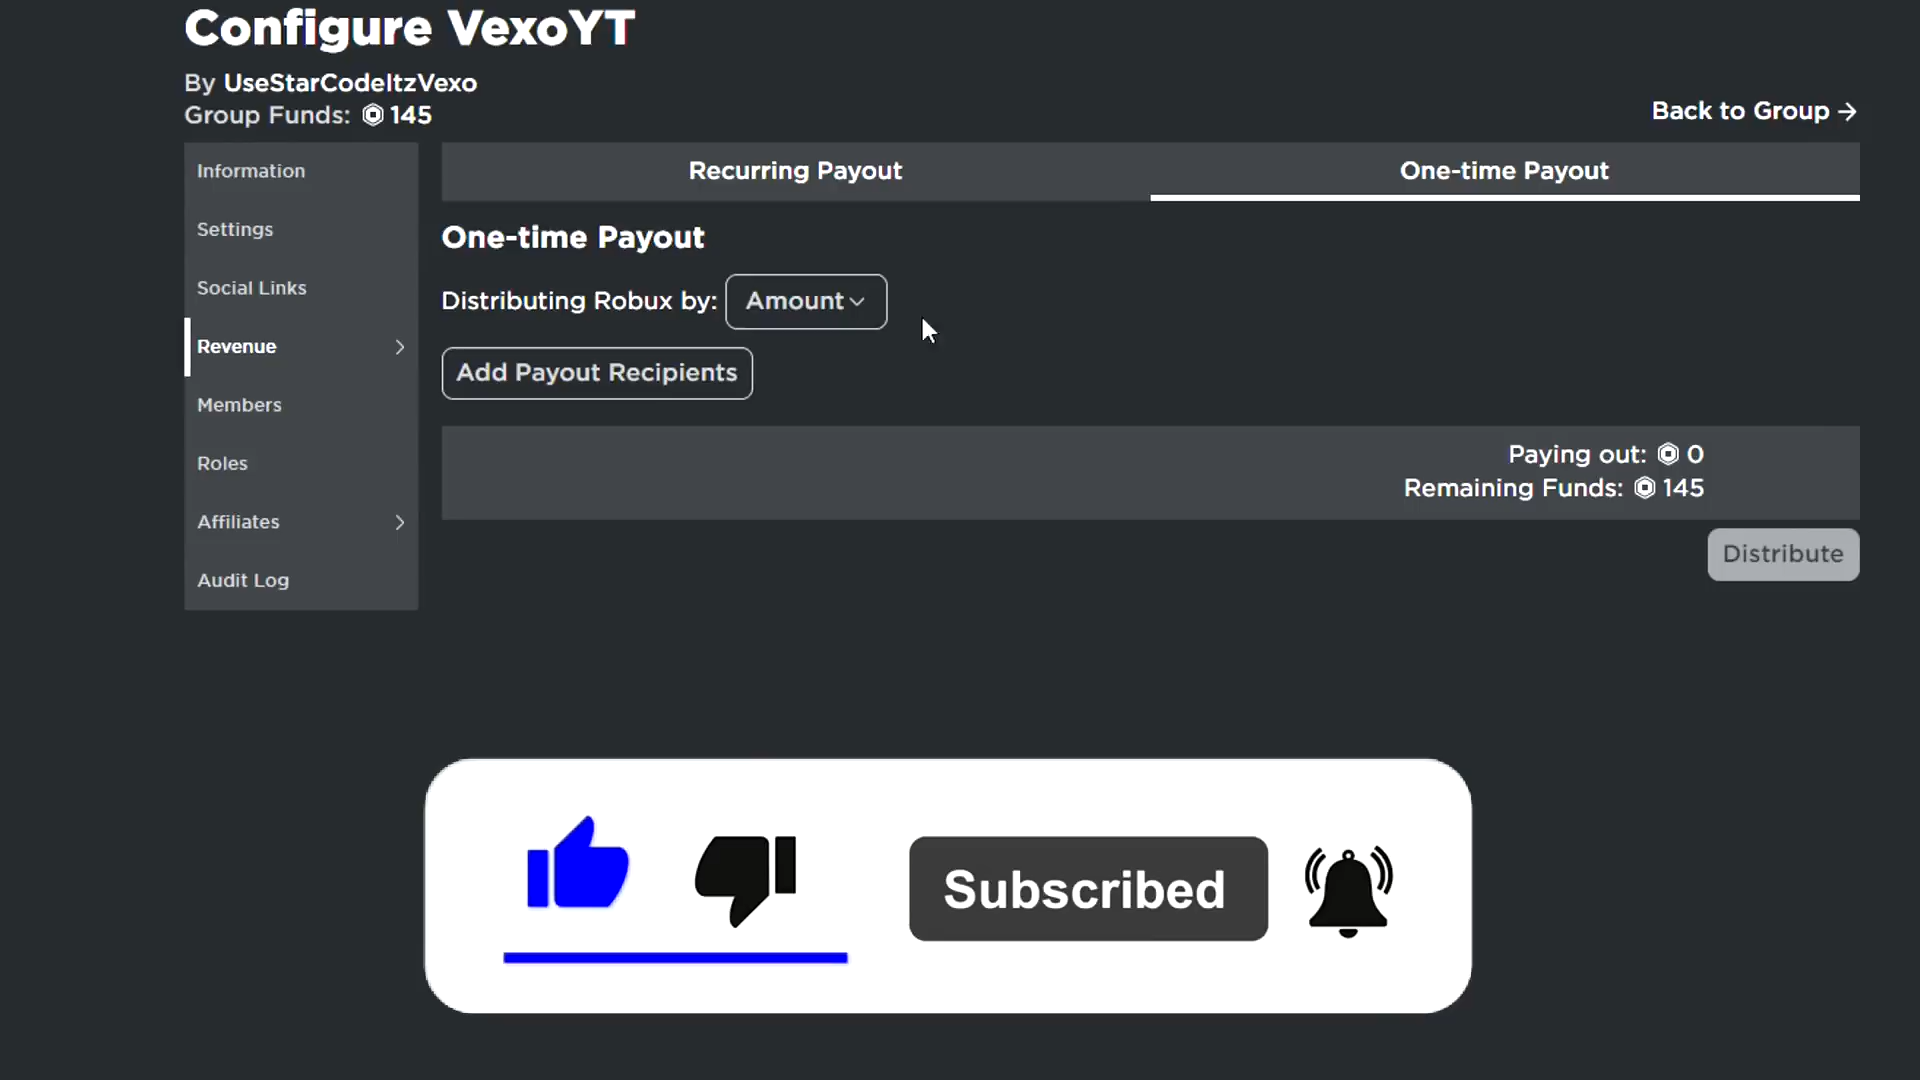 Configure VexoYT
By UseStarCodeItzVexo
Group Funds: 145
Back to Group →
Information
Settings
Social Links
Revenue
Members
Roles
Affiliates
Audit Log
Recurring Payout
One-time Payout
One-time Payout
Distributing Robux by: Amount
Add Payout Recipients
Paying out: 0
Remaining Funds: 145
Distribute
Subscribed